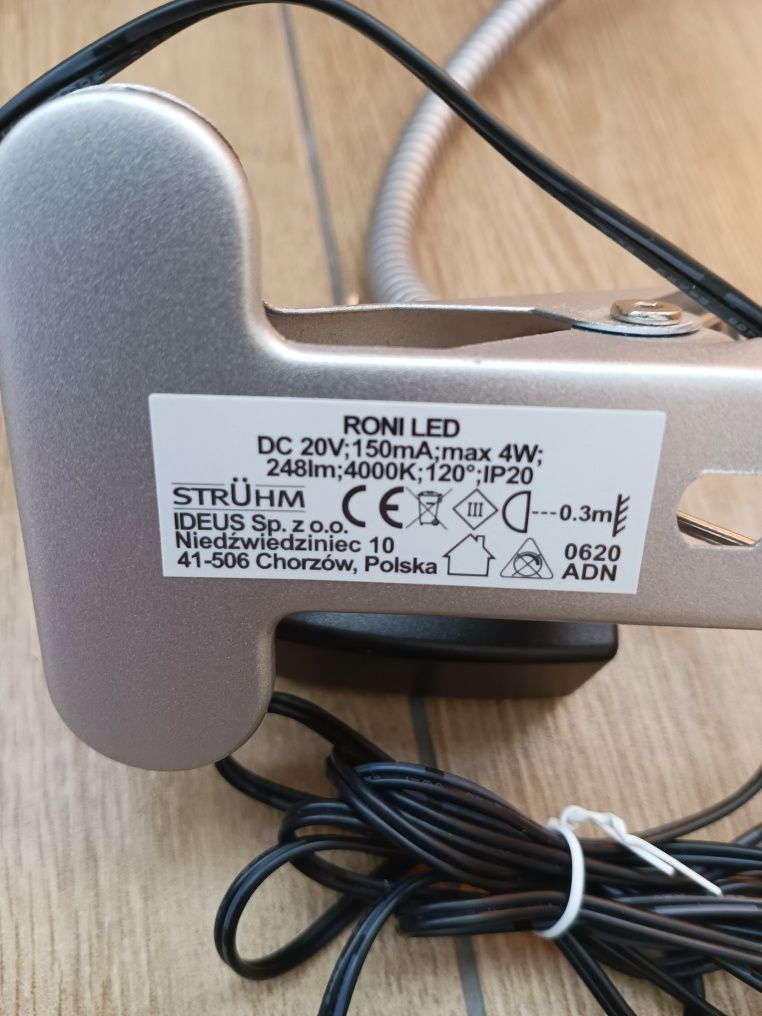 RONI LED
DC 20V;150mA;max 4W;
248lm;4000K;120°;IP20
STRÜHM
CE
III
0.3m
IDEUS Sp. z o.o.
Niedźwiedziniec 10
41-506 Chorzów, Polska
0620
ADN